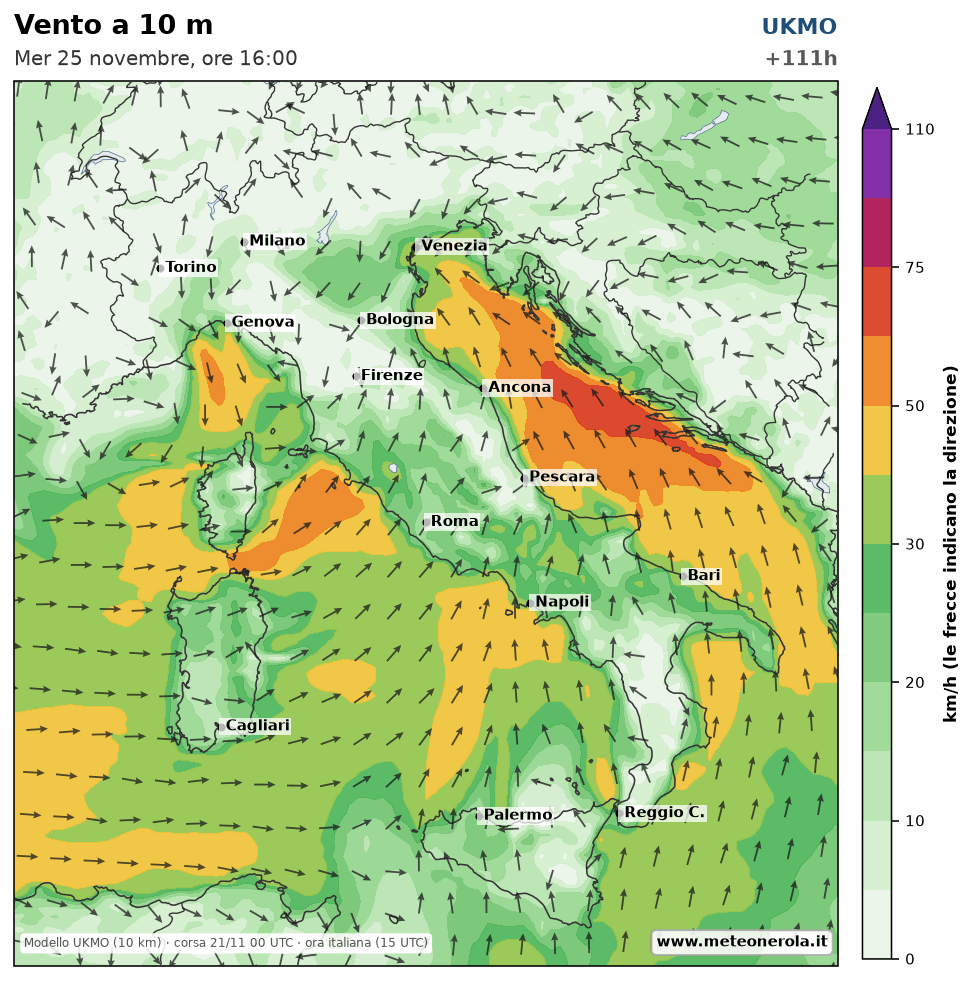 Vento a 10 m
UKMO
Mer 25 novembre, ore 16:00
+111h
110
75
50
30
20
10
0
km/h (le frecce indicano la direzione)
Venezia
Milano
Torino
Genova
Bologna
Firenze
Ancona
Pescara
Roma
Bari
Napoli
Cagliari
Palermo
Reggio C.
Modello UKMO (10 km) · corsa 21/11 00 UTC · ora italiana (15 UTC)
www.meteonerola.it